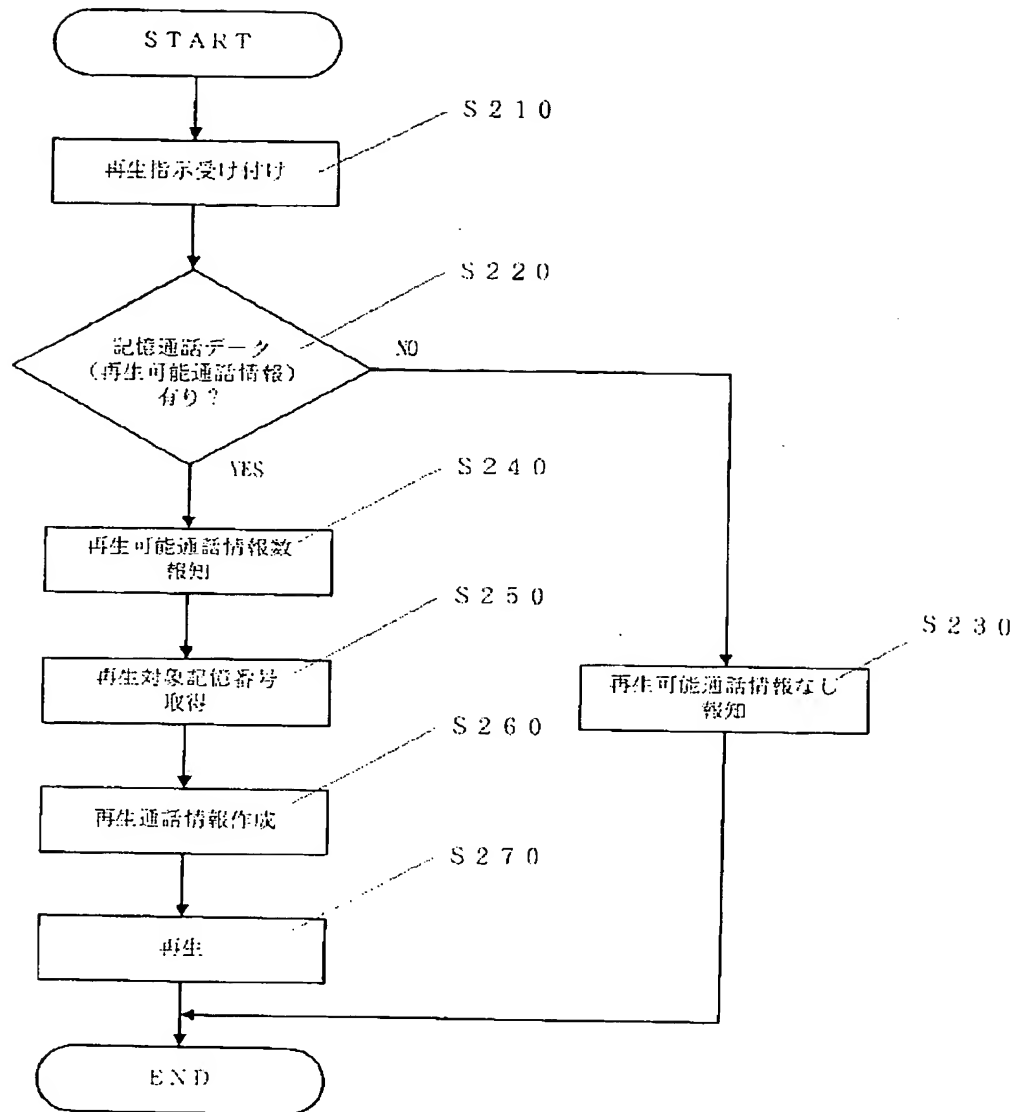 START
S210
再生指示受け付け
S220
記憶通話データ
(再生可能通話情報)
有り?
NO
YES
S240
再生可能通話情報数
報知
S250
再生対象記憶番号
取得
S230
再生可能通話情報なし
報知
S260
再生通話情報作成
S270
再生
END